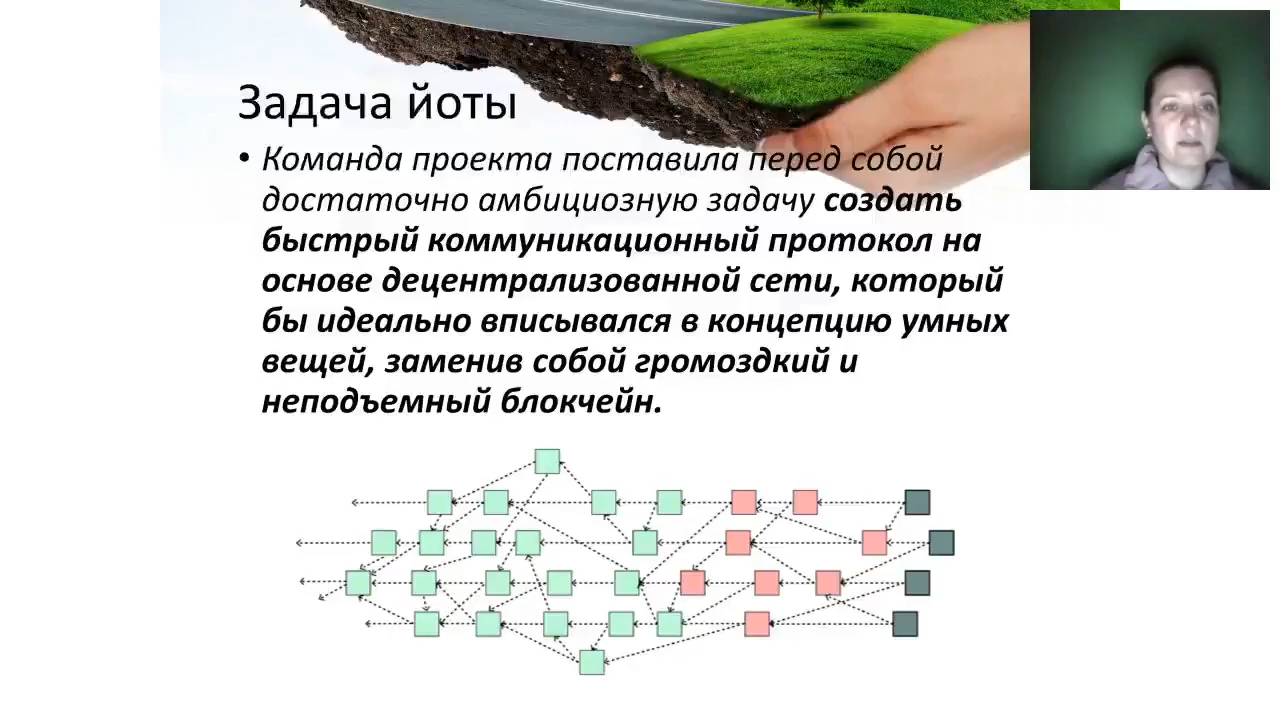 Задача йоты
• Команда проекта поставила перед собой
достаточно амбициозную задачу создать
быстрый коммуникационный протокол на
основе децентрализованной сети, который
бы идеально вписывался в концепцию умных
вещей, заменив собой громоздкий и
неподъемный блокчейн.